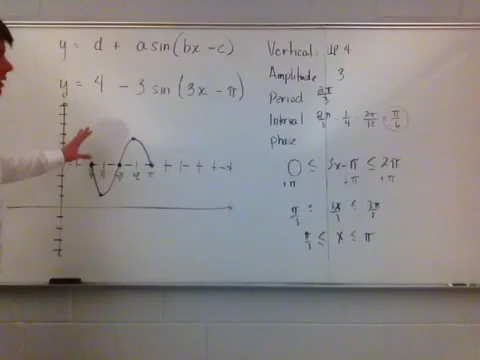 y = d + a sin(bx - c)
y = 4 - 3 sin(3x - π)
Vertical: up 4
Amplitude 3
Period 2π/3
Interval 2π/3 · 1/4 = 2π/12 = π/6
phase
0 ≤ 3x - π ≤ 2π
+π +π +π
π/3 ≤ 3x/3 ≤ 3π/3
π/3 ≤ x ≤ π